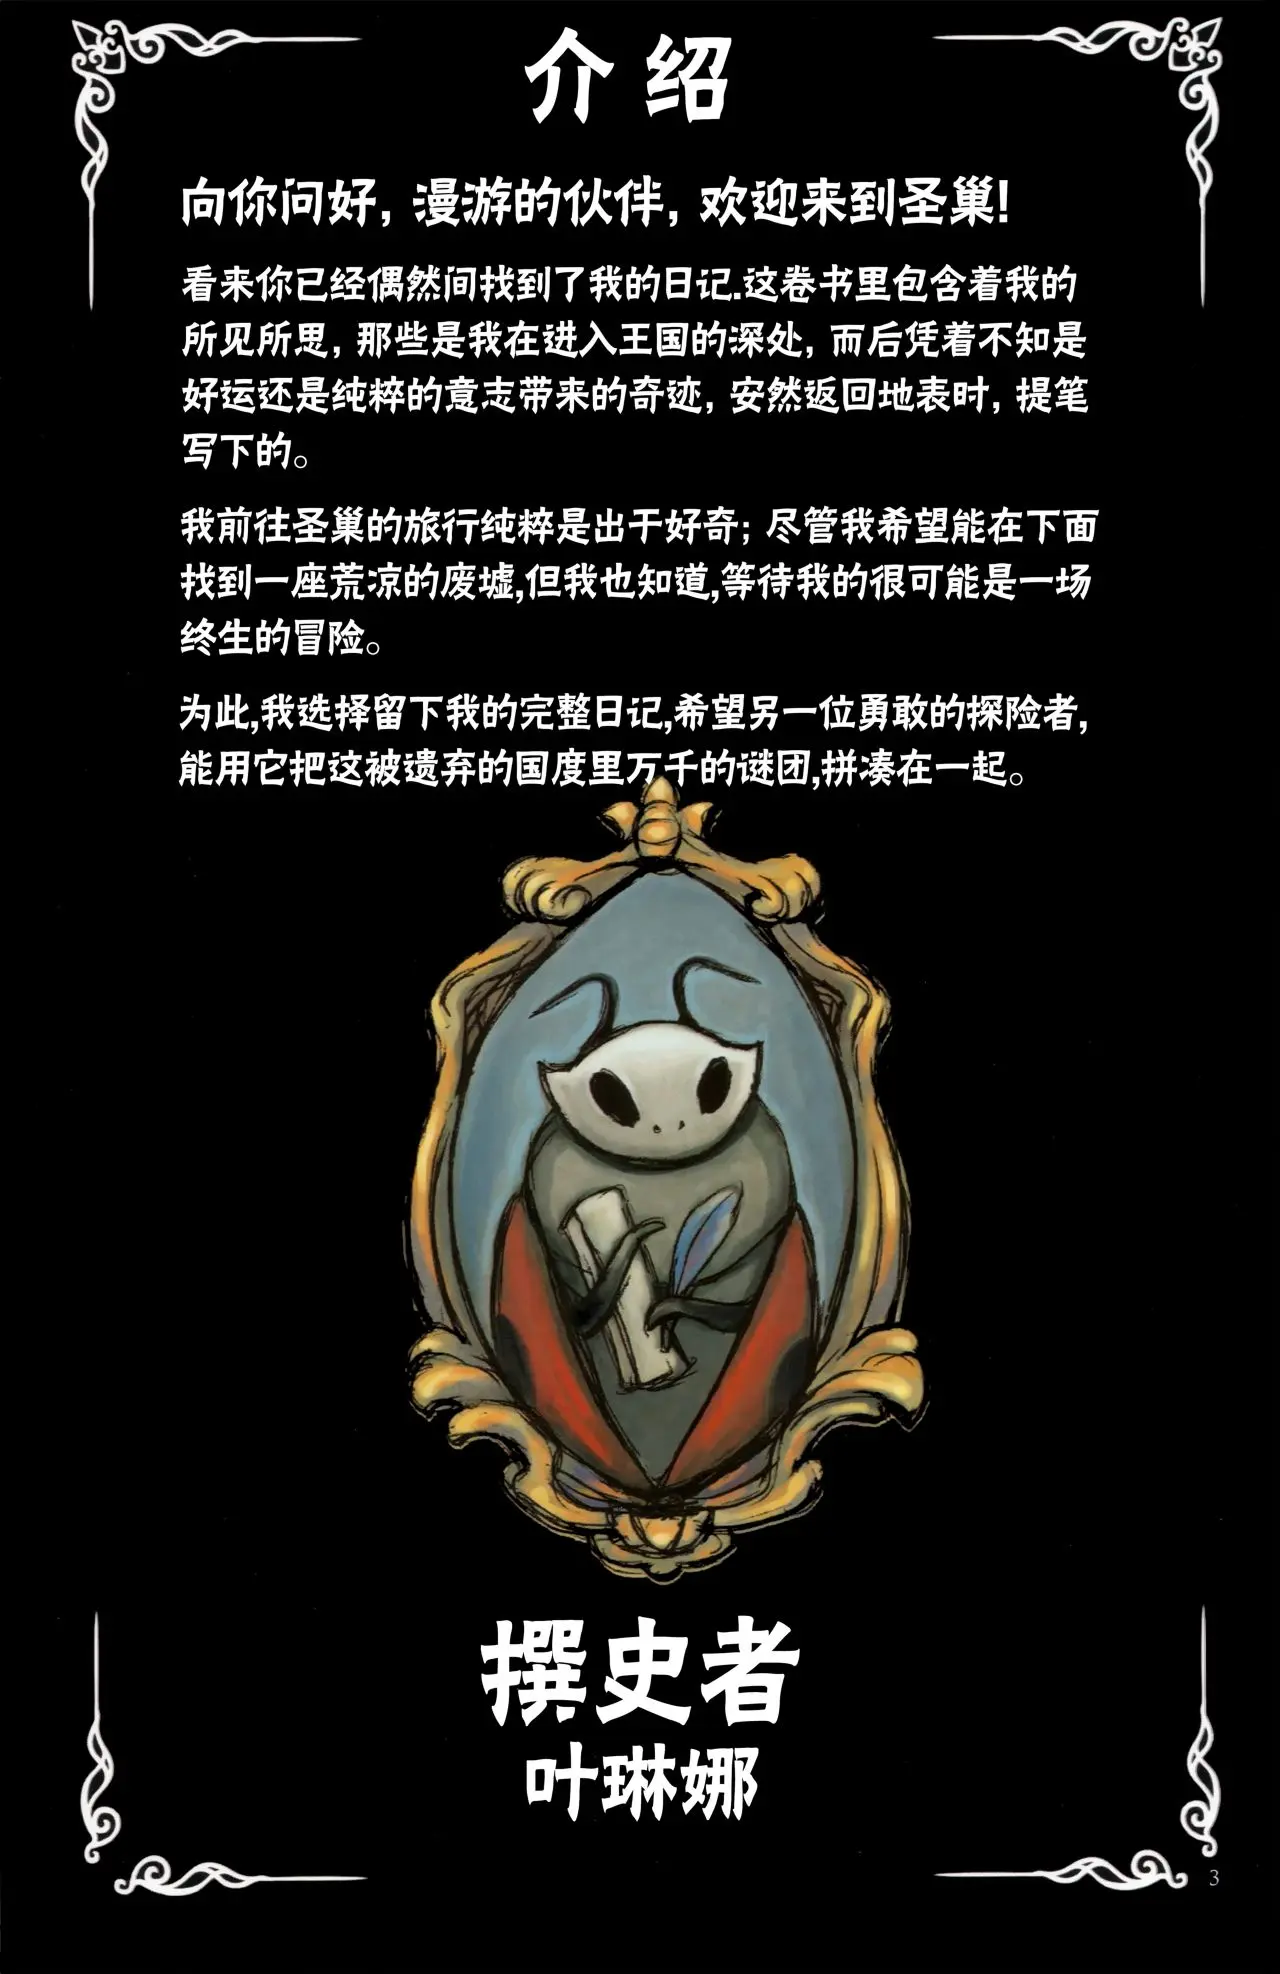 介绍
向你问好，漫游的伙伴，欢迎来到圣巢！
看来你已经偶然间找到了我的日记.这卷书里包含着我的
所见所思，那些是我在进入王国的深处，而后凭着不知是
好运还是纯粹的意志带来的奇迹，安然返回地表时，提笔
写下的。
我前往圣巢的旅行纯粹是出于好奇；尽管我希望能在下面
找到一座荒凉的废墟,但我也知道,等待我的很可能是一场
终生的冒险。
为此,我选择留下我的完整日记,希望另一位勇敢的探险者,
能用它把这被遗弃的国度里万千的谜团,拼凑在一起。
撰史者
叶琳娜
3